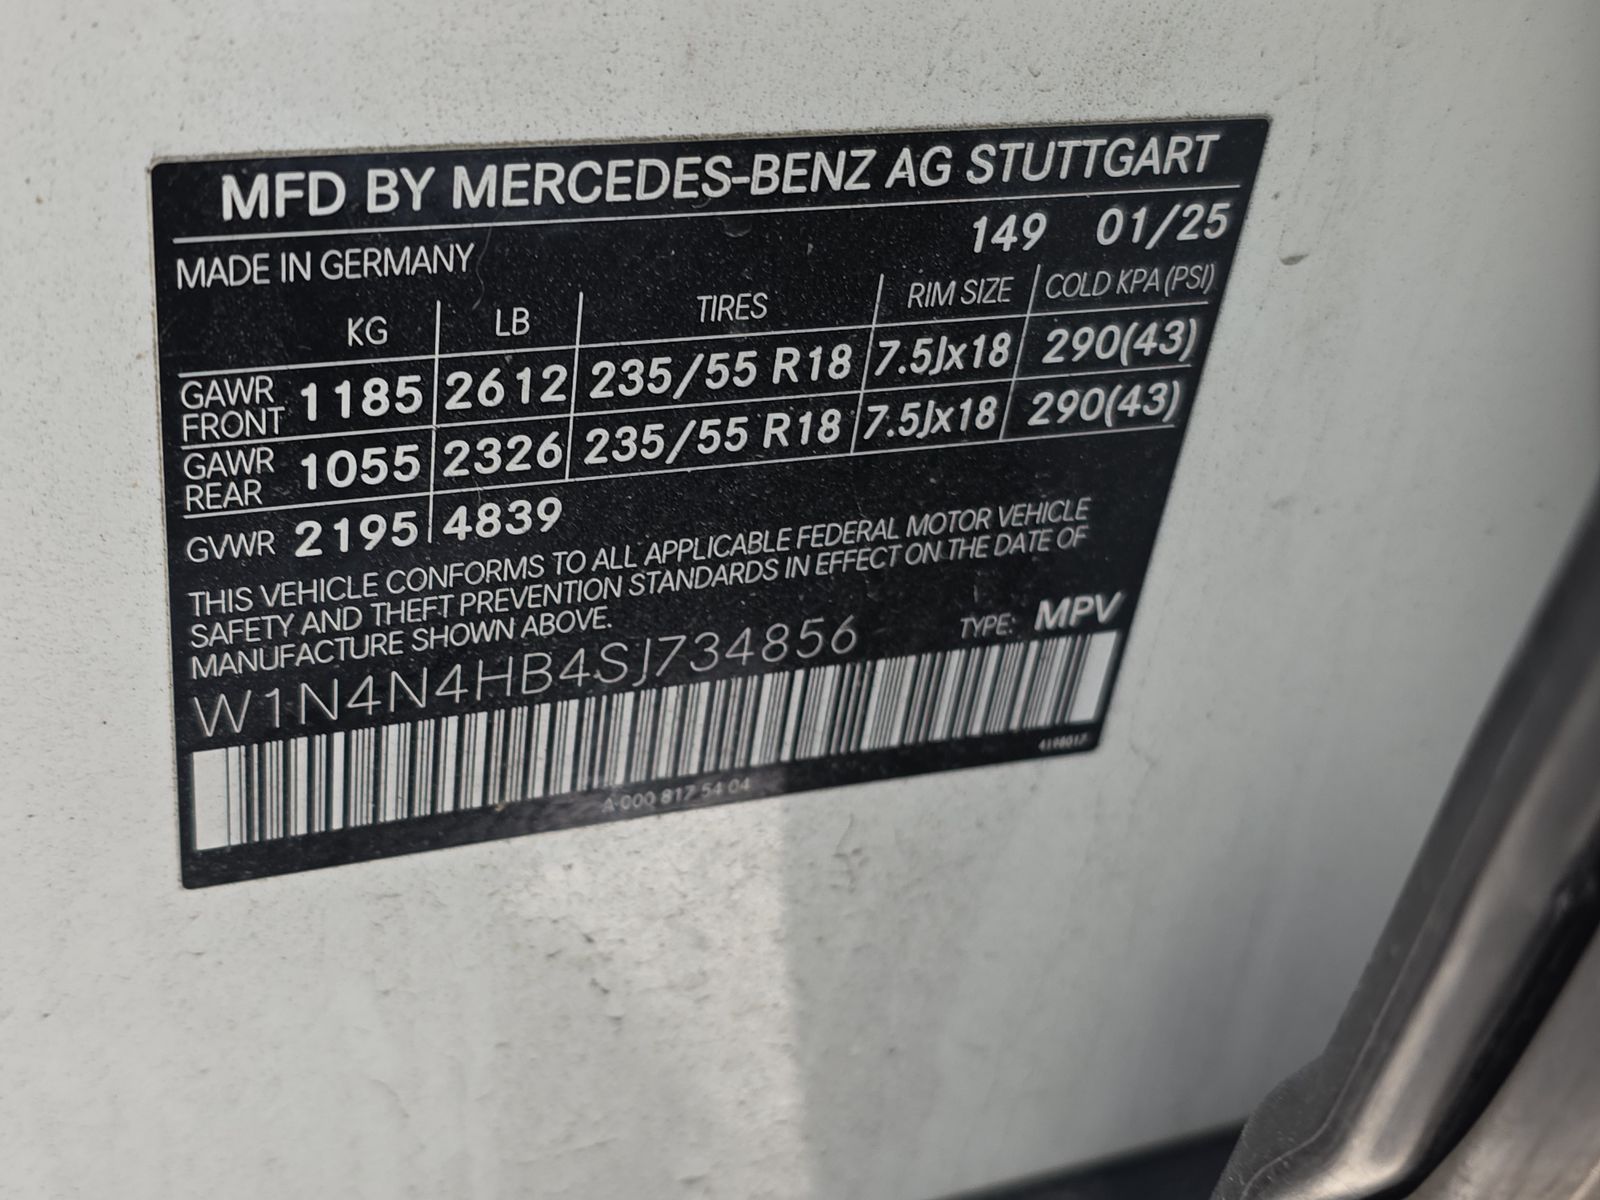 MFD BY MERCEDES-BENZ AG STUTTGART
MADE IN GERMANY 149 01/25
KG LB TIRES RIM SIZE COLD KPA (PSI)
GAWR FRONT 1185 2612 235/55 R18 7.5Jx18 290(43)
GAWR REAR 1055 2326 235/55 R18 7.5Jx18 290(43)
GVWR 2195 4839
THIS VEHICLE CONFORMS TO ALL APPLICABLE FEDERAL MOTOR VEHICLE
SAFETY AND THEFT PREVENTION STANDARDS IN EFFECT ON THE DATE OF
MANUFACTURE SHOWN ABOVE.
W1N4N4HB4SJ734856 TYPE: MPV
A 000 817 54 04